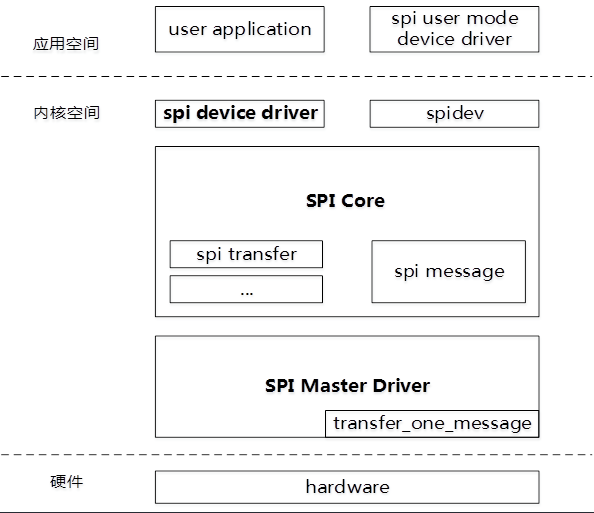 应用空间
user application
spi user mode
device driver
内核空间
spi device driver
spidev
SPI Core
spi transfer
...
spi message
SPI Master Driver
transfer_one_message
硬件
hardware